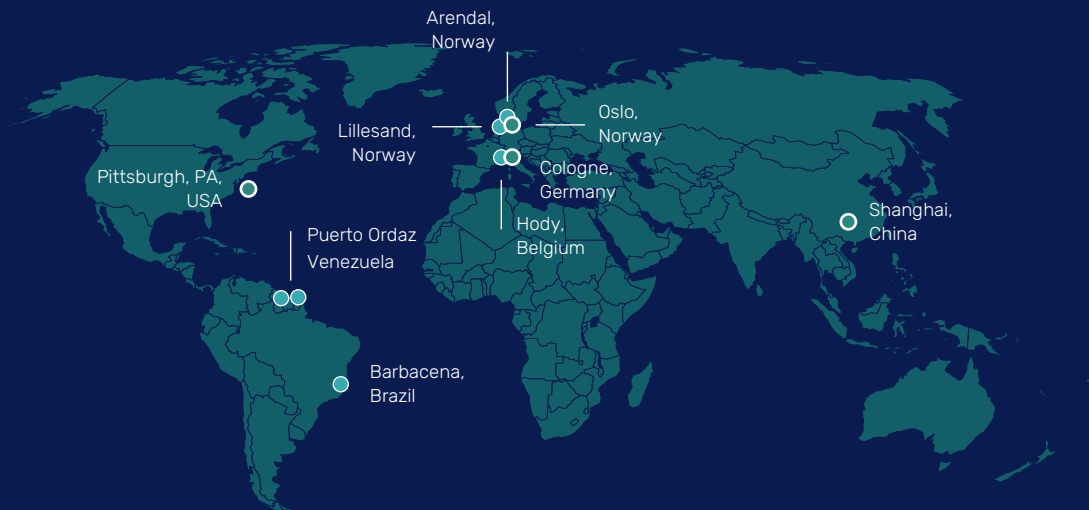 Arendal,
Norway
Lillesand,
Norway
Oslo,
Norway
Cologne,
Germany
Pittsburgh, PA,
USA
Hody,
Belgium
Shanghai,
China
Puerto Ordaz
Venezuela
Barbacena,
Brazil